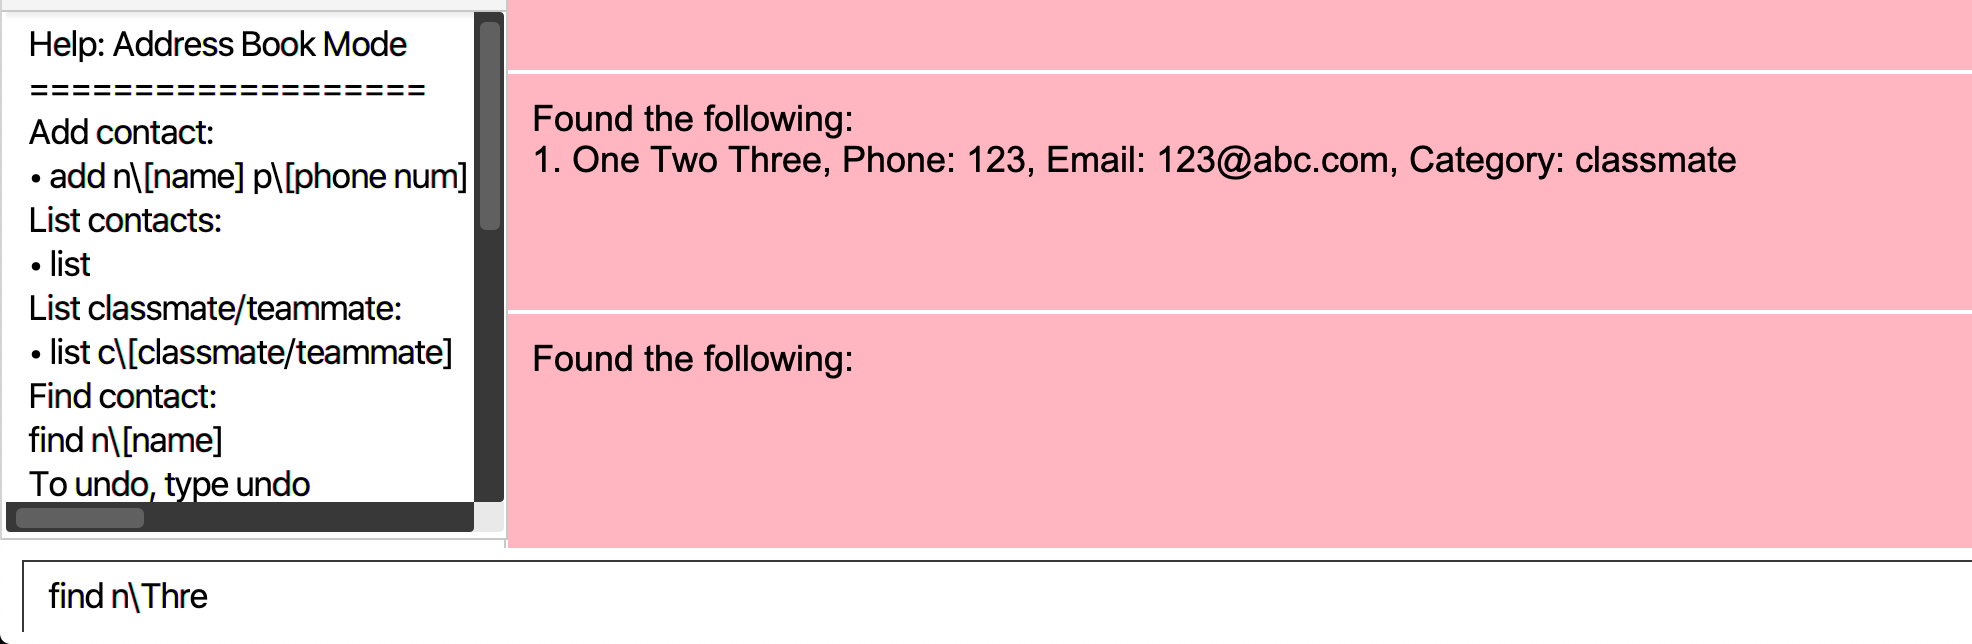 Help: Address Book Mode
===================
Add contact:
• add n\[name] p\[phone num]
List contacts:
• list
List classmate/teammate:
• list c\[classmate/teammate]
Find contact:
find n\[name]
To undo, type undo
Found the following:
1. One Two Three, Phone: 123, Email: 123@abc.com, Category: classmate
Found the following:
find n\Thre